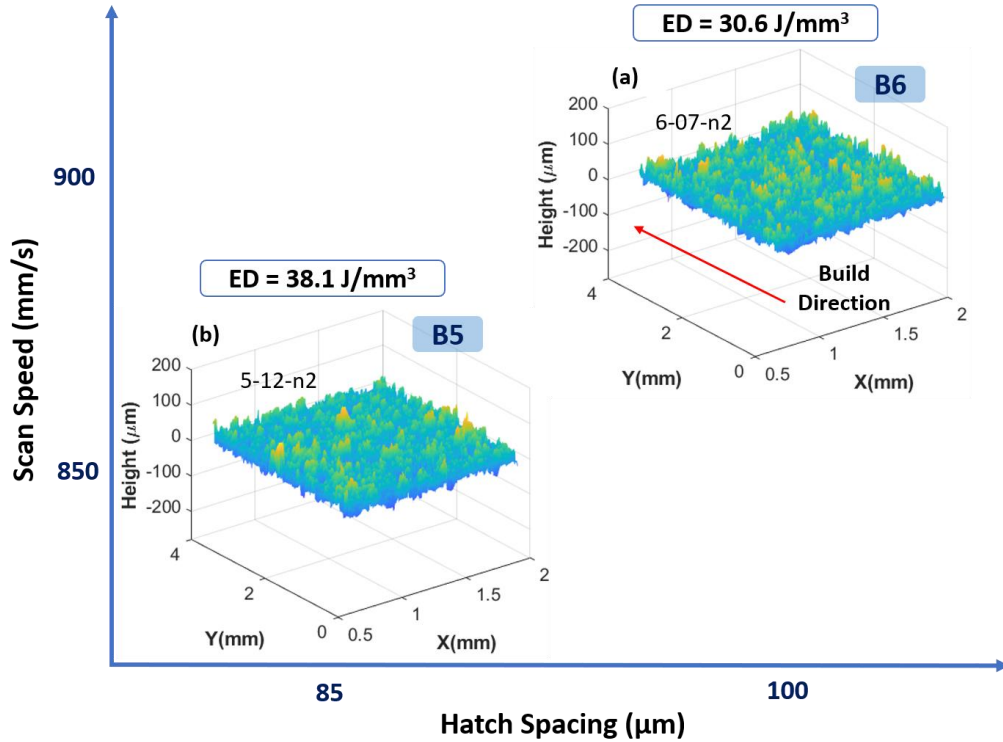 ED = 30.6 J/mm³
(a)
B6
6-07-n2
200
100
0
-100
-200
Height (μm)
4
2
0
Y(mm)
0.5
1
1.5
2
X(mm)
Build
Direction
ED = 38.1 J/mm³
(b)
B5
5-12-n2
200
100
0
-100
-200
Height (μm)
4
2
0
Y(mm)
0.5
1
1.5
2
X(mm)
900
850
Scan Speed (mm/s)
85
100
Hatch Spacing (μm)